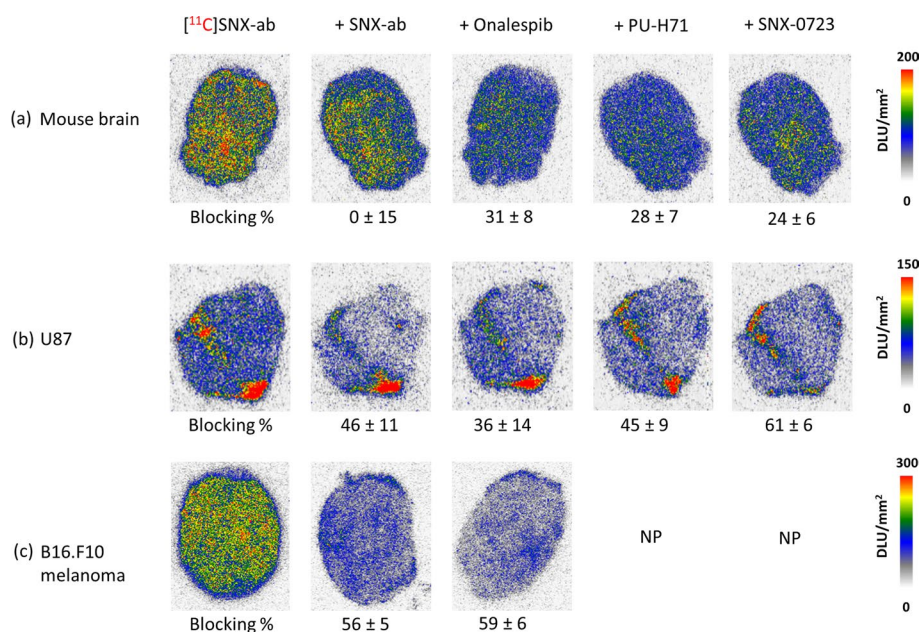 [¹¹C]SNX-ab + SNX-ab + Onalespib + PU-H71 + SNX-0723
200
(a) Mouse brain
DLU/mm²
0
Blocking % 0 ± 15 31 ± 8 28 ± 7 24 ± 6
150
(b) U87
DLU/mm²
0
Blocking % 46 ± 11 36 ± 14 45 ± 9 61 ± 6
300
(c) B16.F10
melanoma
NP NP
DLU/mm²
0
Blocking % 56 ± 5 59 ± 6